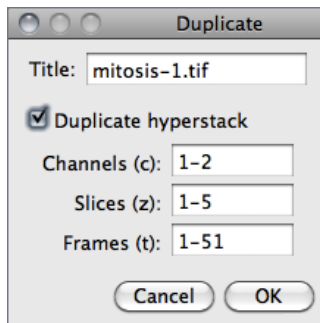 Duplicate
Title: mitosis-1.tif
Duplicate hyperstack
Channels (c): 1-2
Slices (z): 1-5
Frames (t): 1-51
Cancel OK